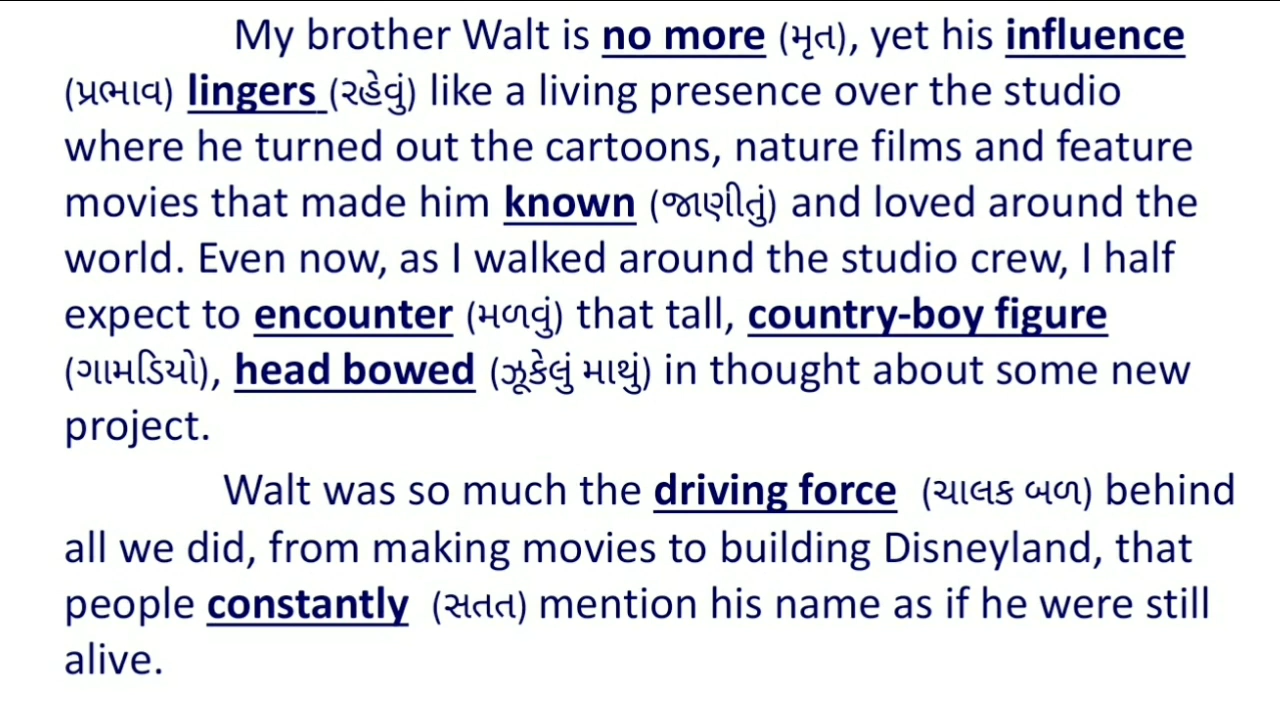 My brother Walt is no more (મૃત), yet his influence
(પ્રભાવ) lingers (રહેવું) like a living presence over the studio
where he turned out the cartoons, nature films and feature
movies that made him known (જાણીતું) and loved around the
world. Even now, as I walked around the studio crew, I half
expect to encounter (મળવું) that tall, country-boy figure
(ગામડિયો), head bowed (ઝૂકેલું માથું) in thought about some new
project.
Walt was so much the driving force (ચાલક બળ) behind
all we did, from making movies to building Disneyland, that
people constantly (સતત) mention his name as if he were still
alive.